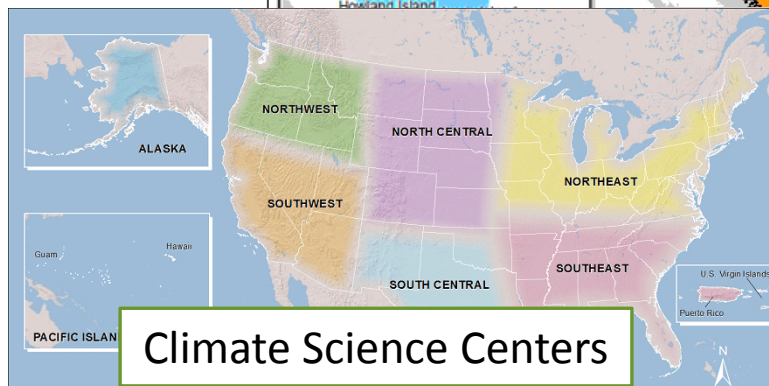 Howland Island
NORTHWEST
NORTH CENTRAL
ALASKA
NORTHEAST
SOUTHWEST
SOUTHEAST
Guam
Hawaii
SOUTH CENTRAL
U.S. Virgin Islands
Puerto Rico
PACIFIC ISLAN
N
Climate Science Centers